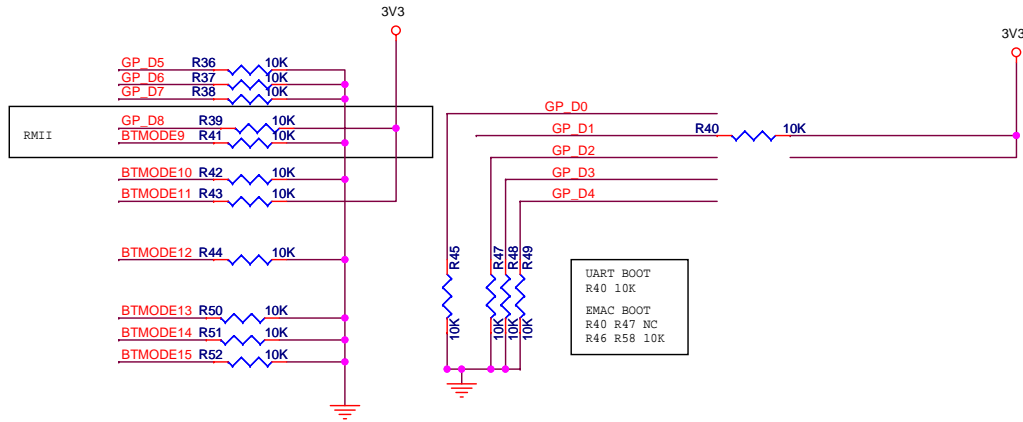 3V3
GP_D5 R36 10K
GP_D6 R37 10K
GP_D7 R38 10K
RMII
GP_D8 R39 10K
BTMODE9 R41 10K
BTMODE10 R42 10K
BTMODE11 R43 10K
BTMODE12 R44 10K
BTMODE13 R50 10K
BTMODE14 R51 10K
BTMODE15 R52 10K
3V3
GP_D0
GP_D1 R40 10K
GP_D2
GP_D3
GP_D4
R45 10K
R47 10K
R48 10K
R49 10K
UART BOOT
R40 10K
EMAC BOOT
R40 R47 NC
R46 R58 10K